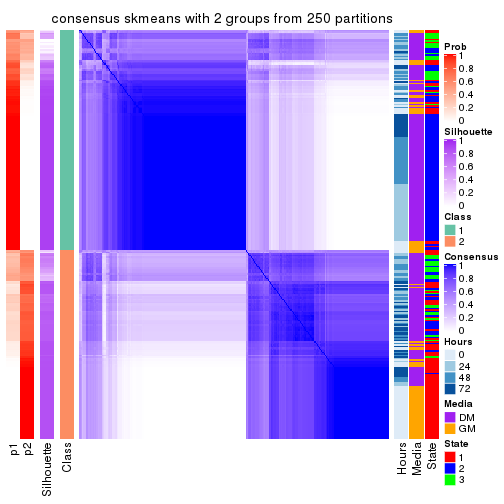 consensus skmeans with 2 groups from 250 partitions
Prob
1
0.8
0.6
0.4
0.2
0
Silhouette
1
0.8
0.6
0.4
0.2
0
Class
1
2
Consensus
1
0.8
0.6
0.4
0.2
0
Hours
0
24
48
72
Media
DM
GM
State
1
2
3
p1
p2
Silhouette
Class
Hours
Media
State